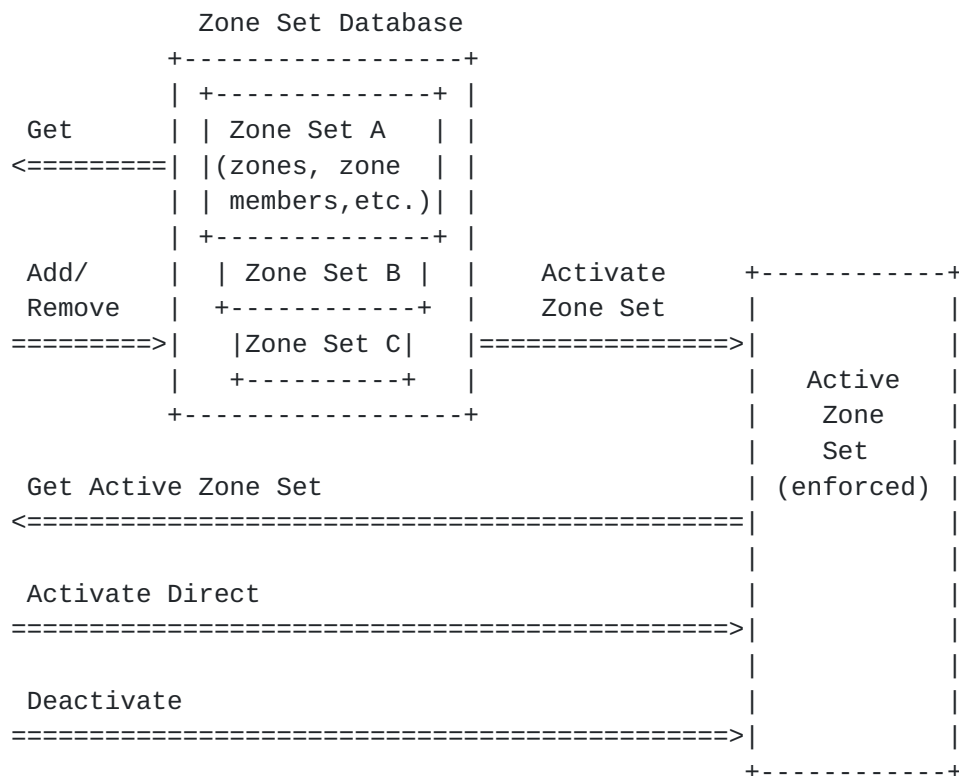 Zone Set Database
+------------------+
| +--------------+ |
Get | | Zone Set A | |
<=========| |(zones, zone | |
| | members,etc.)| |
| +--------------+ |
Add/ | | Zone Set B | | Activate +------------+
Remove | +------------+ | Zone Set | |
=========>| |Zone Set C| |================>| |
| +----------+ | | Active |
+------------------+ | Zone |
| Set |
Get Active Zone Set | (enforced) |
<==============================================|
| |
Activate Direct | |
==============================================>| |
| |
Deactivate | |
==============================================>| |
+------------+